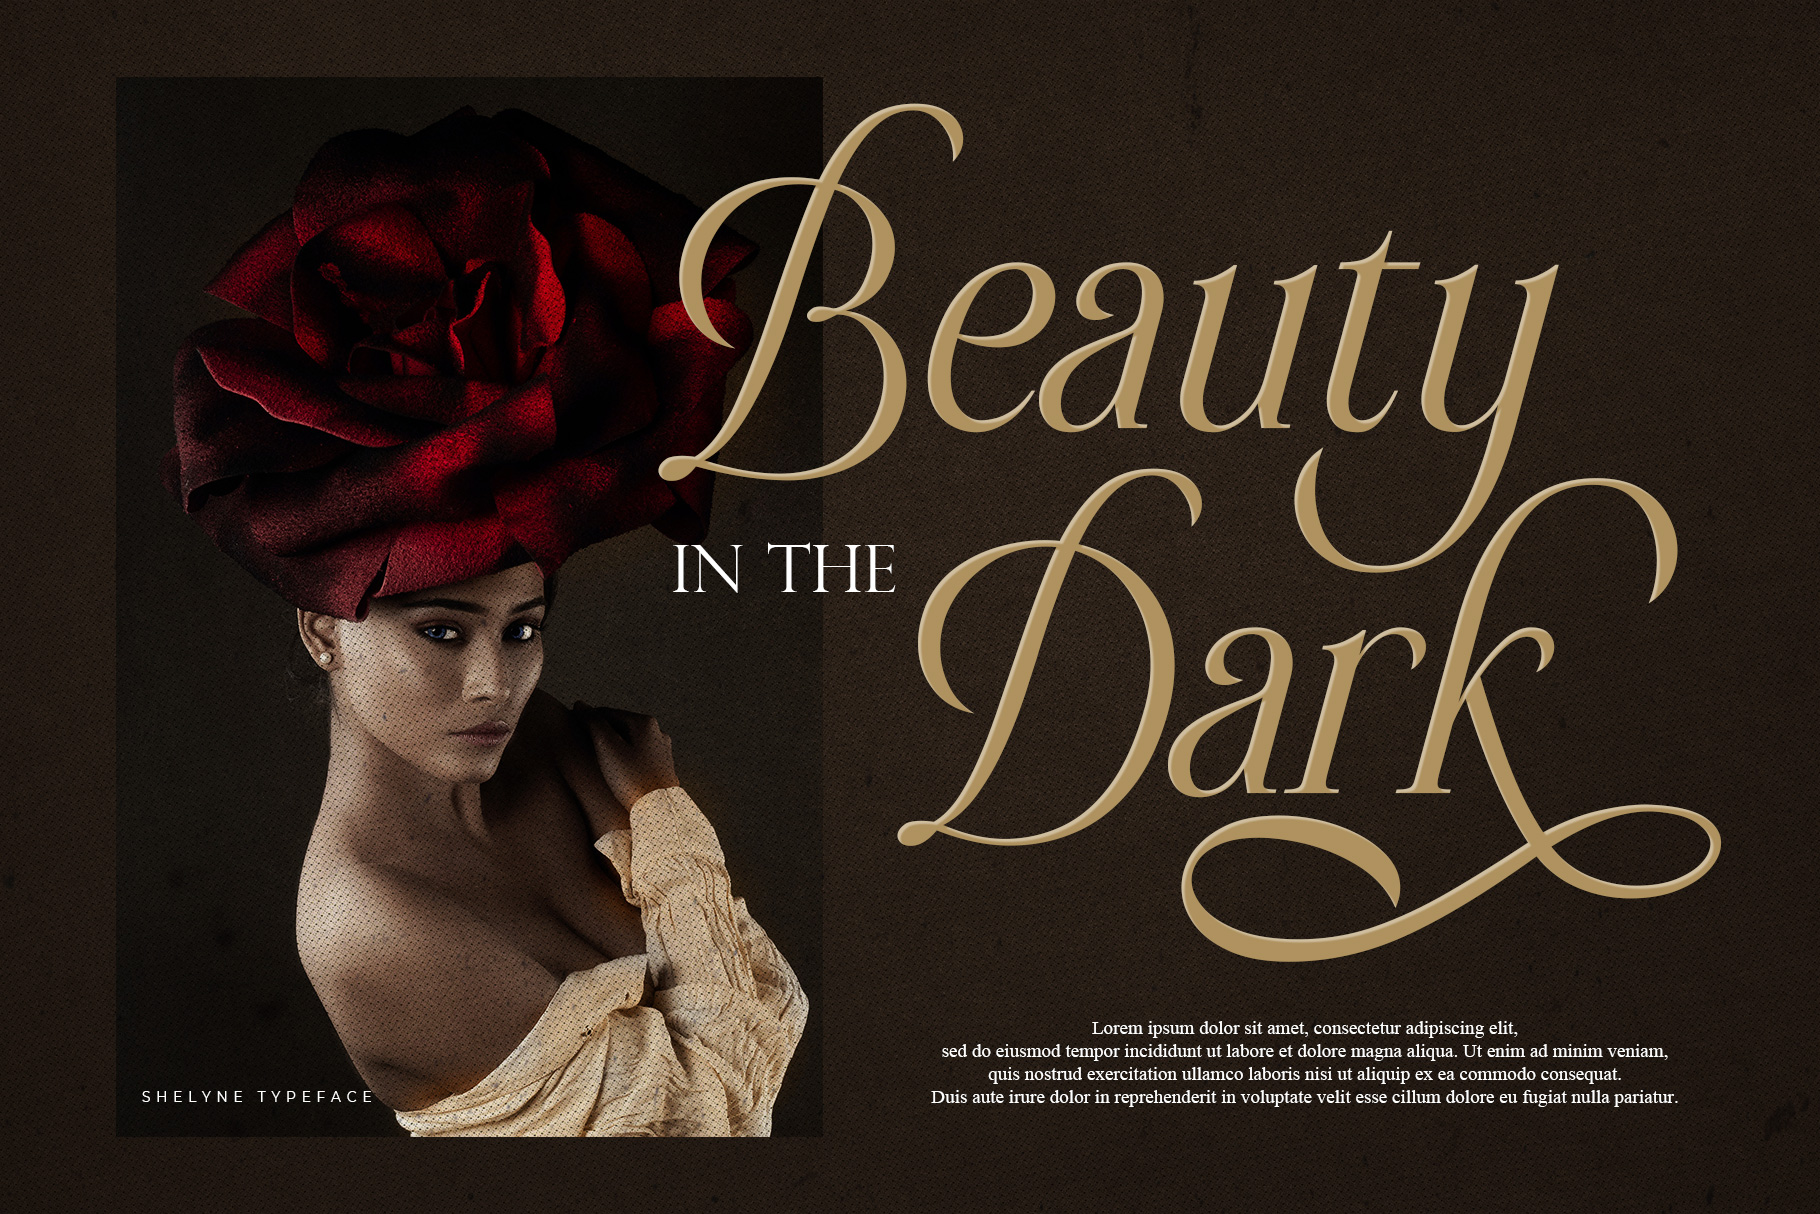 Beauty
IN THE
Dark
Lorem ipsum dolor sit amet, consectetur adipiscing elit,
sed do eiusmod tempor incididunt ut labore et dolore magna aliqua. Ut enim ad minim veniam,
quis nostrud exercitation ullamco laboris nisi ut aliquip ex ea commodo consequat.
Duis aute irure dolor in reprehenderit in voluptate velit esse cillum dolore eu fugiat nulla pariatur.
SHELYNE TYPEFACE